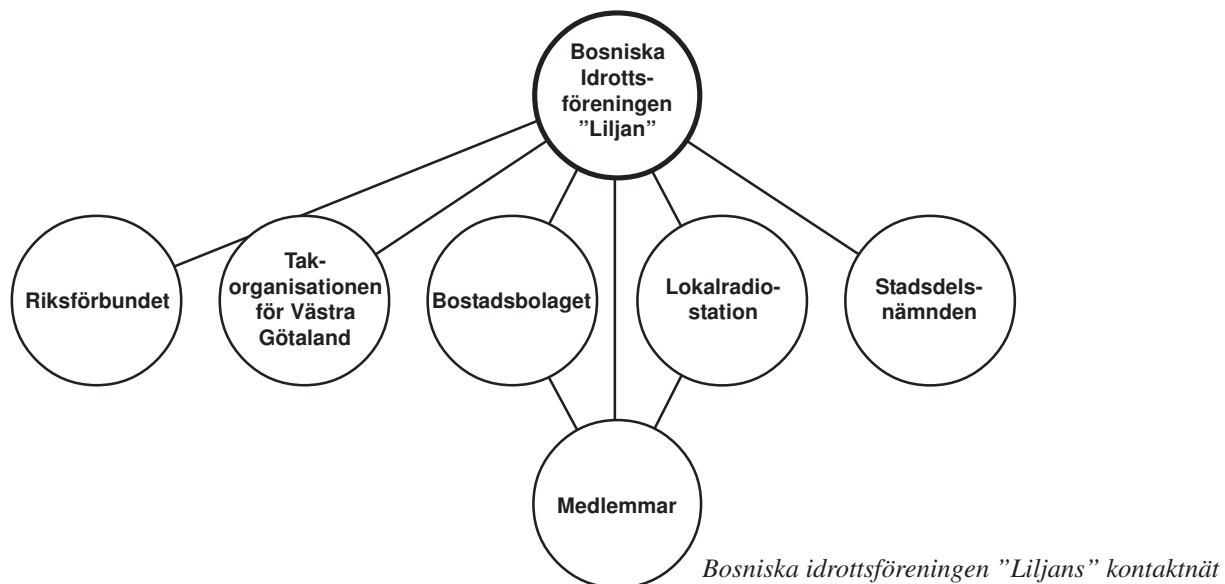 Bosniska
Idrotts-
föreningen
”Liljan”
Riksförbundet
Tak-
organisationen
för Västra
Götaland
Bostadsbolaget
Lokalradio-
station
Stadsdels-
nämnden
Medlemmar
Bosniska idrottsföreningen ”Liljans” kontaktnät